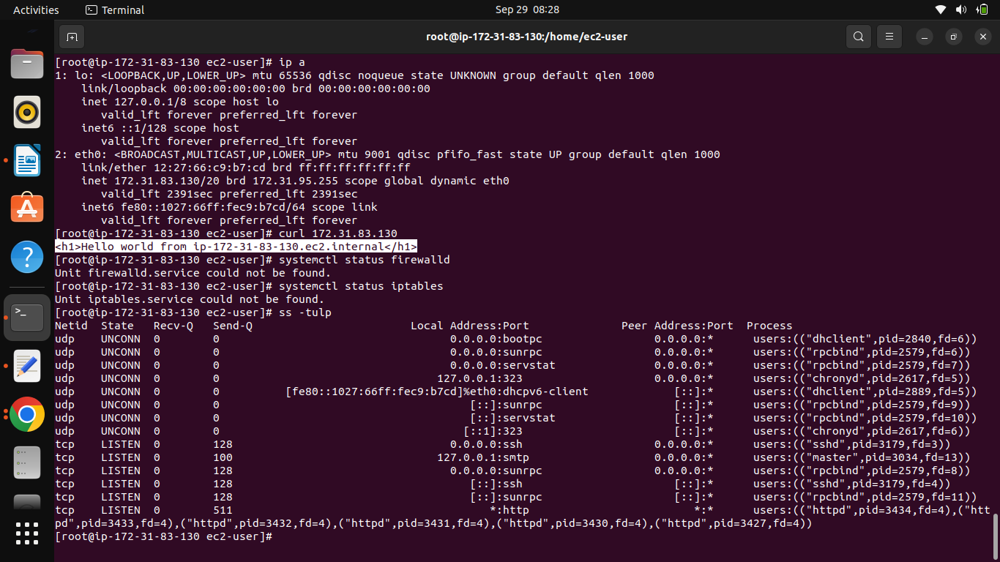 Activities Terminal Sep 29 08:28
root@ip-172-31-83-130:/home/ec2-user
[root@ip-172-31-83-130 ec2-user]# ip a
1: lo: <LOOPBACK,UP,LOWER_UP> mtu 65536 qdisc noqueue state UNKNOWN group default qlen 1000
    link/loopback 00:00:00:00:00:00 brd 00:00:00:00:00:00
    inet 127.0.0.1/8 scope host lo
       valid_lft forever preferred_lft forever
    inet6 ::1/128 scope host
       valid_lft forever preferred_lft forever
2: eth0: <BROADCAST,MULTICAST,UP,LOWER_UP> mtu 9001 qdisc pfifo_fast state UP group default qlen 1000
    link/ether 12:27:66:c9:b7:cd brd ff:ff:ff:ff:ff:ff
    inet 172.31.83.130/20 brd 172.31.95.255 scope global dynamic eth0
       valid_lft 2391sec preferred_lft 2391sec
    inet6 fe80::1027:66ff:fec9:b7cd/64 scope link
       valid_lft forever preferred_lft forever
[root@ip-172-31-83-130 ec2-user]# curl 172.31.83.130
<h1>Hello world from ip-172-31-83-130.ec2.internal</h1>
[root@ip-172-31-83-130 ec2-user]# systemctl status firewalld
Unit firewalld.service could not be found.
[root@ip-172-31-83-130 ec2-user]# systemctl status iptables
Unit iptables.service could not be found.
[root@ip-172-31-83-130 ec2-user]# ss -tulp
Netid State Recv-Q Send-Q Local Address:Port Peer Address:Port Process
udp UNCONN 0 0 0.0.0.0:bootpc 0.0.0.0:* users:(("dhclient",pid=2840,fd=6))
udp UNCONN 0 0 0.0.0.0:sunrpc 0.0.0.0:* users:(("rpcbind",pid=2579,fd=6))
udp UNCONN 0 0 0.0.0.0:servstat 0.0.0.0:* users:(("rpcbind",pid=2579,fd=7))
udp UNCONN 0 0 127.0.0.1:323 0.0.0.0:* users:(("chronyd",pid=2617,fd=5))
udp UNCONN 0 0 [fe80::1027:66ff:fec9:b7cd]%eth0:dhcpv6-client [::]:* users:(("dhclient",pid=2889,fd=5))
udp UNCONN 0 0 [::]:sunrpc [::]:* users:(("rpcbind",pid=2579,fd=9))
udp UNCONN 0 0 [::]:servstat [::]:* users:(("rpcbind",pid=2579,fd=10))
udp UNCONN 0 0 [::1]:323 [::]:* users:(("chronyd",pid=2617,fd=6))
tcp LISTEN 0 128 0.0.0.0:ssh 0.0.0.0:* users:(("sshd",pid=3179,fd=3))
tcp LISTEN 0 100 127.0.0.1:smtp 0.0.0.0:* users:(("master",pid=3034,fd=13))
tcp LISTEN 0 128 0.0.0.0:sunrpc 0.0.0.0:* users:(("rpcbind",pid=2579,fd=8))
tcp LISTEN 0 128 [::]:ssh [::]:* users:(("sshd",pid=3179,fd=4))
tcp LISTEN 0 128 [::]:sunrpc [::]:* users:(("rpcbind",pid=2579,fd=11))
tcp LISTEN 0 511 *:http *:* users:(("httpd",pid=3434,fd=4),("htt
pd",pid=3433,fd=4),("httpd",pid=3432,fd=4),("httpd",pid=3431,fd=4),("httpd",pid=3430,fd=4),("httpd",pid=3427,fd=4))
[root@ip-172-31-83-130 ec2-user]#